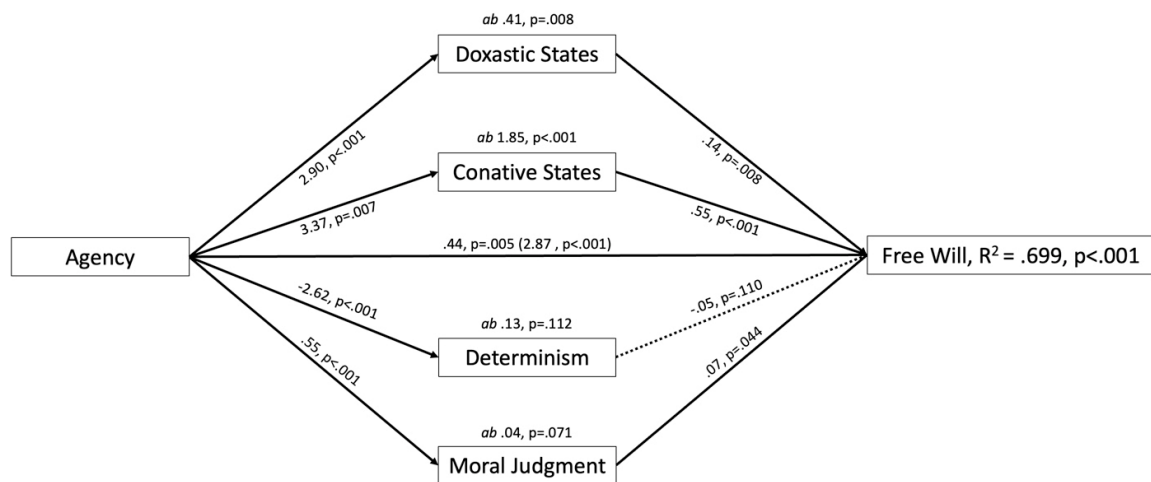 ab .41, p=.008
Doxastic States
2.90, p<.001
.14, p=.008
ab 1.85, p<.001
Conative States
3.37, p=.007
.55, p<.001
Agency
.44, p=.005 (2.87 , p<.001)
Free Will, R² = .699, p<.001
-2.62, p<.001
-.05, p=.110
ab .13, p=.112
Determinism
.55, p<.001
.07, p=.044
ab .04, p=.071
Moral Judgment